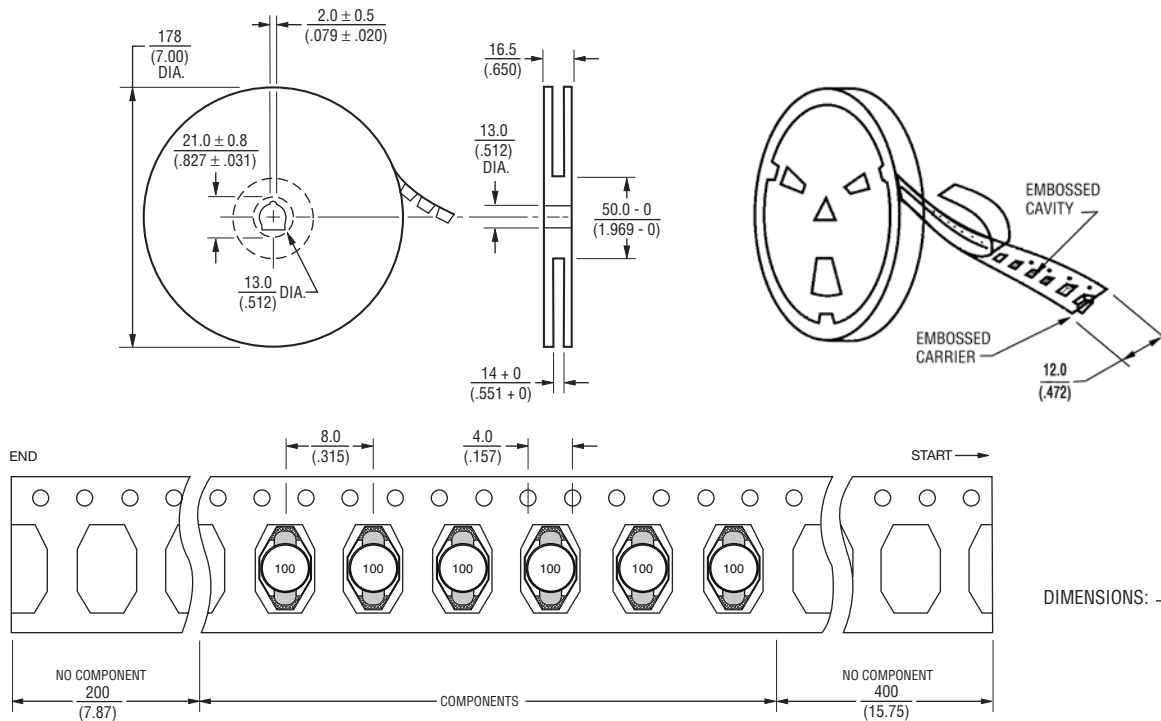 2.0 ± 0.5
(.079 ± .020)
178
(7.00)
DIA.
16.5
(.650)
21.0 ± 0.8
(.827 ± .031)
13.0
(.512)
DIA.
50.0 - 0
(1.969 - 0)
13.0
(.512)
DIA.
14 + 0
(.551 + 0)
EMBOSSED
CAVITY
EMBOSSED
CARRIER
12.0
(.472)
8.0
(.315)
4.0
(.157)
END
START
100
100
100
100
100
100
DIMENSIONS:
NO COMPONENT
200
(7.87)
COMPONENTS
NO COMPONENT
400
(15.75)